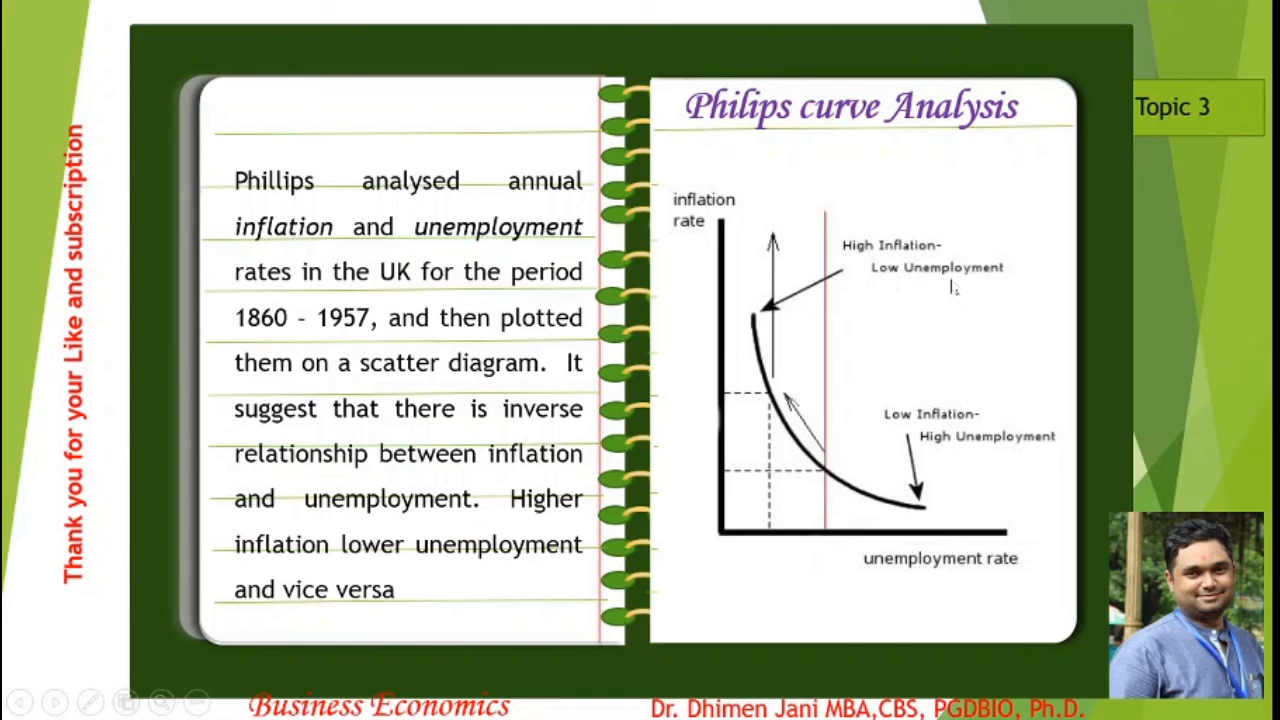 Thank you for your Like and subscription
Phillips analysed annual
inflation and unemployment
rates in the UK for the period
1860 – 1957, and then plotted
them on a scatter diagram. It
suggest that there is inverse
relationship between inflation
and unemployment. Higher
inflation lower unemployment
and vice versa
Philips curve Analysis
inflation
rate
High Inflation-
Low Unemployment
Low Inflation-
High Unemployment
unemployment rate
Topic 3
Business Economics
Dr. Dhimen Jani MBA,CBS, PGDBIO, Ph.D.